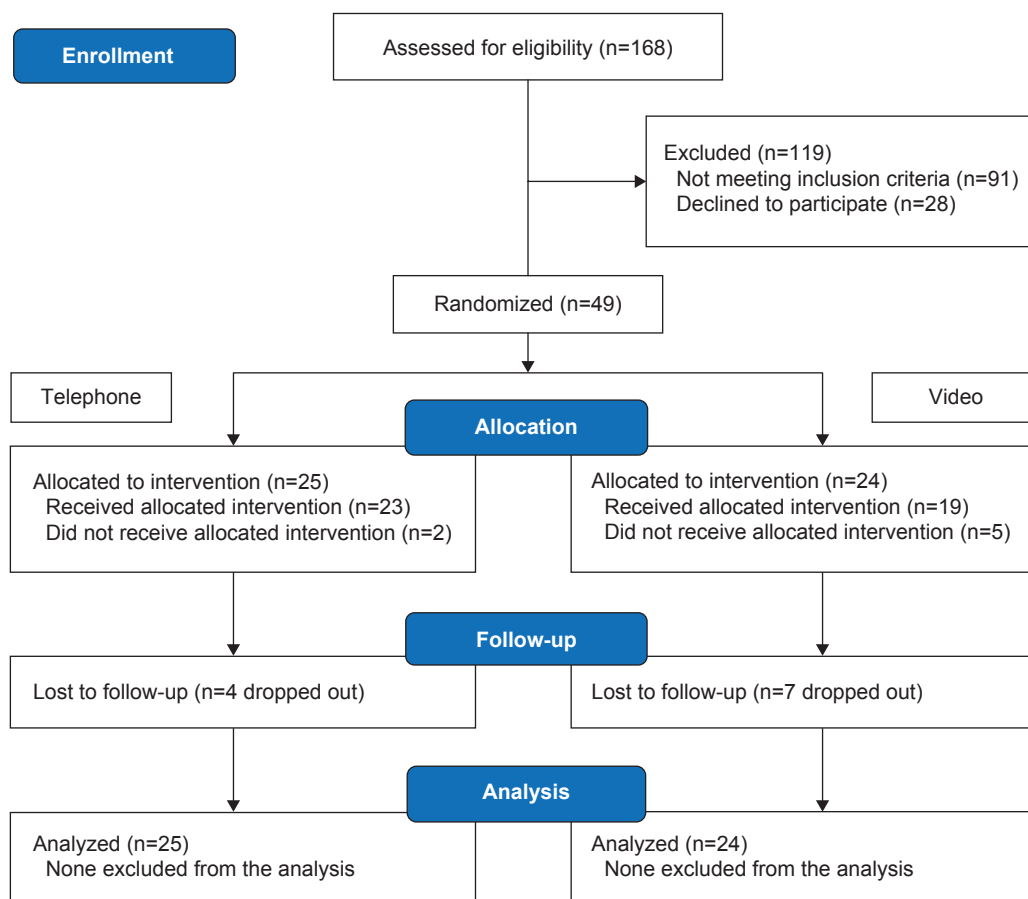 Enrollment
Assessed for eligibility (n=168)
Excluded (n=119)
Not meeting inclusion criteria (n=91)
Declined to participate (n=28)
Randomized (n=49)
Telephone
Video
Allocation
Allocated to intervention (n=25)
Received allocated intervention (n=23)
Did not receive allocated intervention (n=2)
Allocated to intervention (n=24)
Received allocated intervention (n=19)
Did not receive allocated intervention (n=5)
Follow-up
Lost to follow-up (n=4 dropped out)
Lost to follow-up (n=7 dropped out)
Analysis
Analyzed (n=25)
None excluded from the analysis
Analyzed (n=24)
None excluded from the analysis